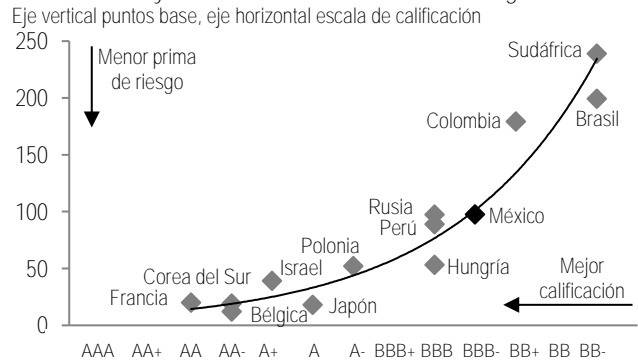 Eje vertical puntos base, eje horizontal escala de calificación
250
200
150
100
50
0
Menor prima
de riesgo
Sudáfrica
Brasil
Colombia
Rusia
Perú
México
Hungría
Polonia
Israel
Corea del Sur
Francia
Bélgica
Japón
Mejor
calificación
AAA AA+ AA AA- A+ A A- BBB+ BBB BBB- BB+ BB BB-